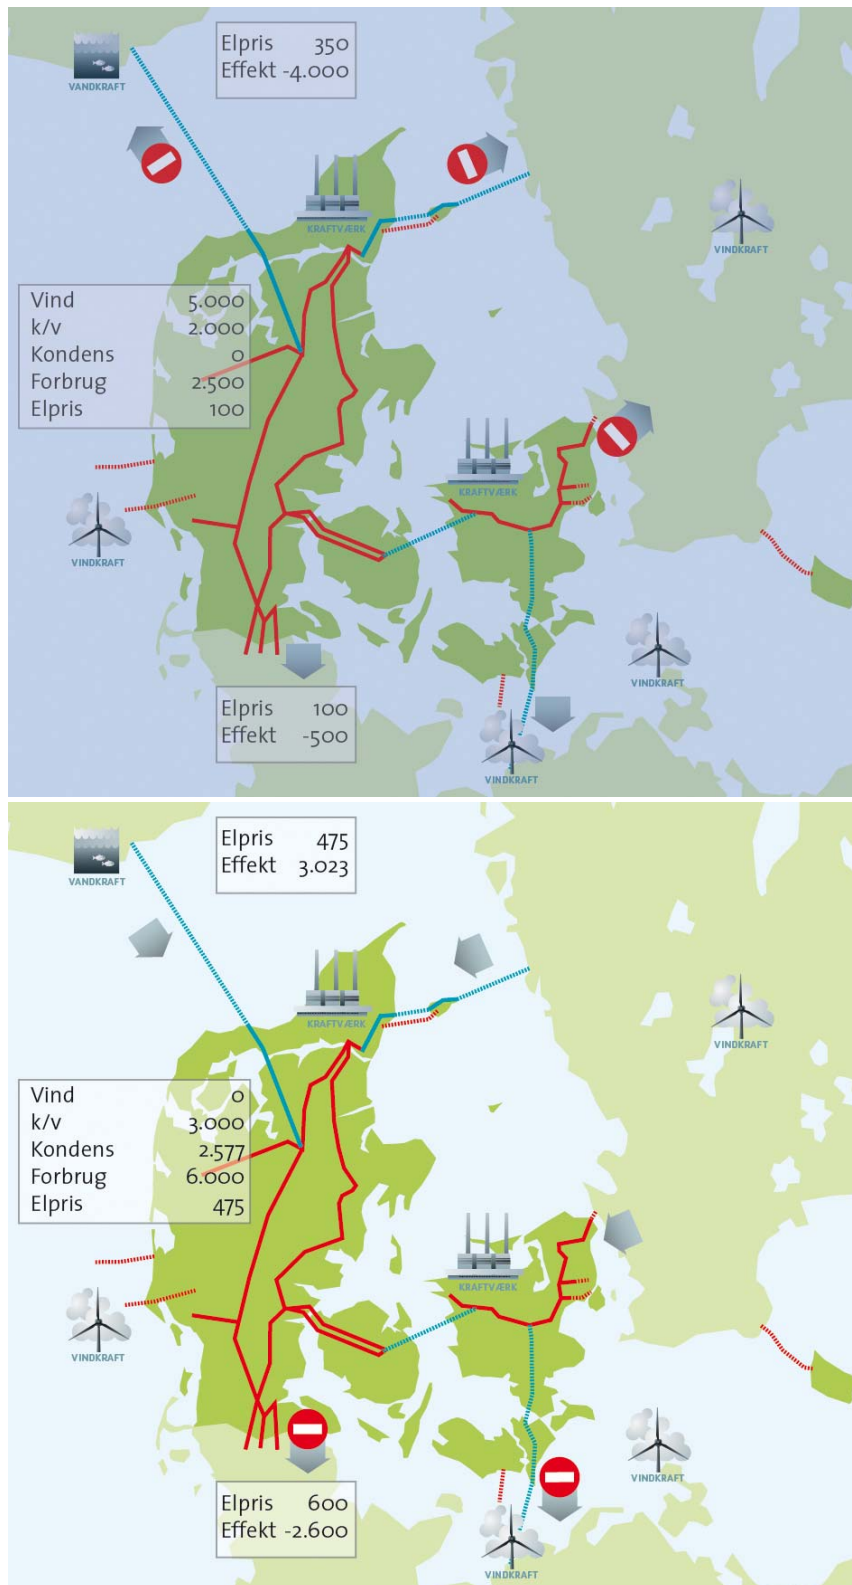 VANDKRAFT
Elpris 350
Effekt -4.000
KRAFTVÆRK
VINDKRAFT
Vind 5.000
k/v 2.000
Kondens 0
Forbrug 2.500
Elpris 100
KRAFTVÆRK
VINDKRAFT
VINDKRAFT
Elpris 100
Effekt -500
VINDKRAFT
VANDKRAFT
Elpris 475
Effekt 3.023
KRAFTVÆRK
VINDKRAFT
Vind 0
k/v 3.000
Kondens 2.577
Forbrug 6.000
Elpris 475
KRAFTVÆRK
VINDKRAFT
VINDKRAFT
Elpris 600
Effekt -2.600
VINDKRAFT